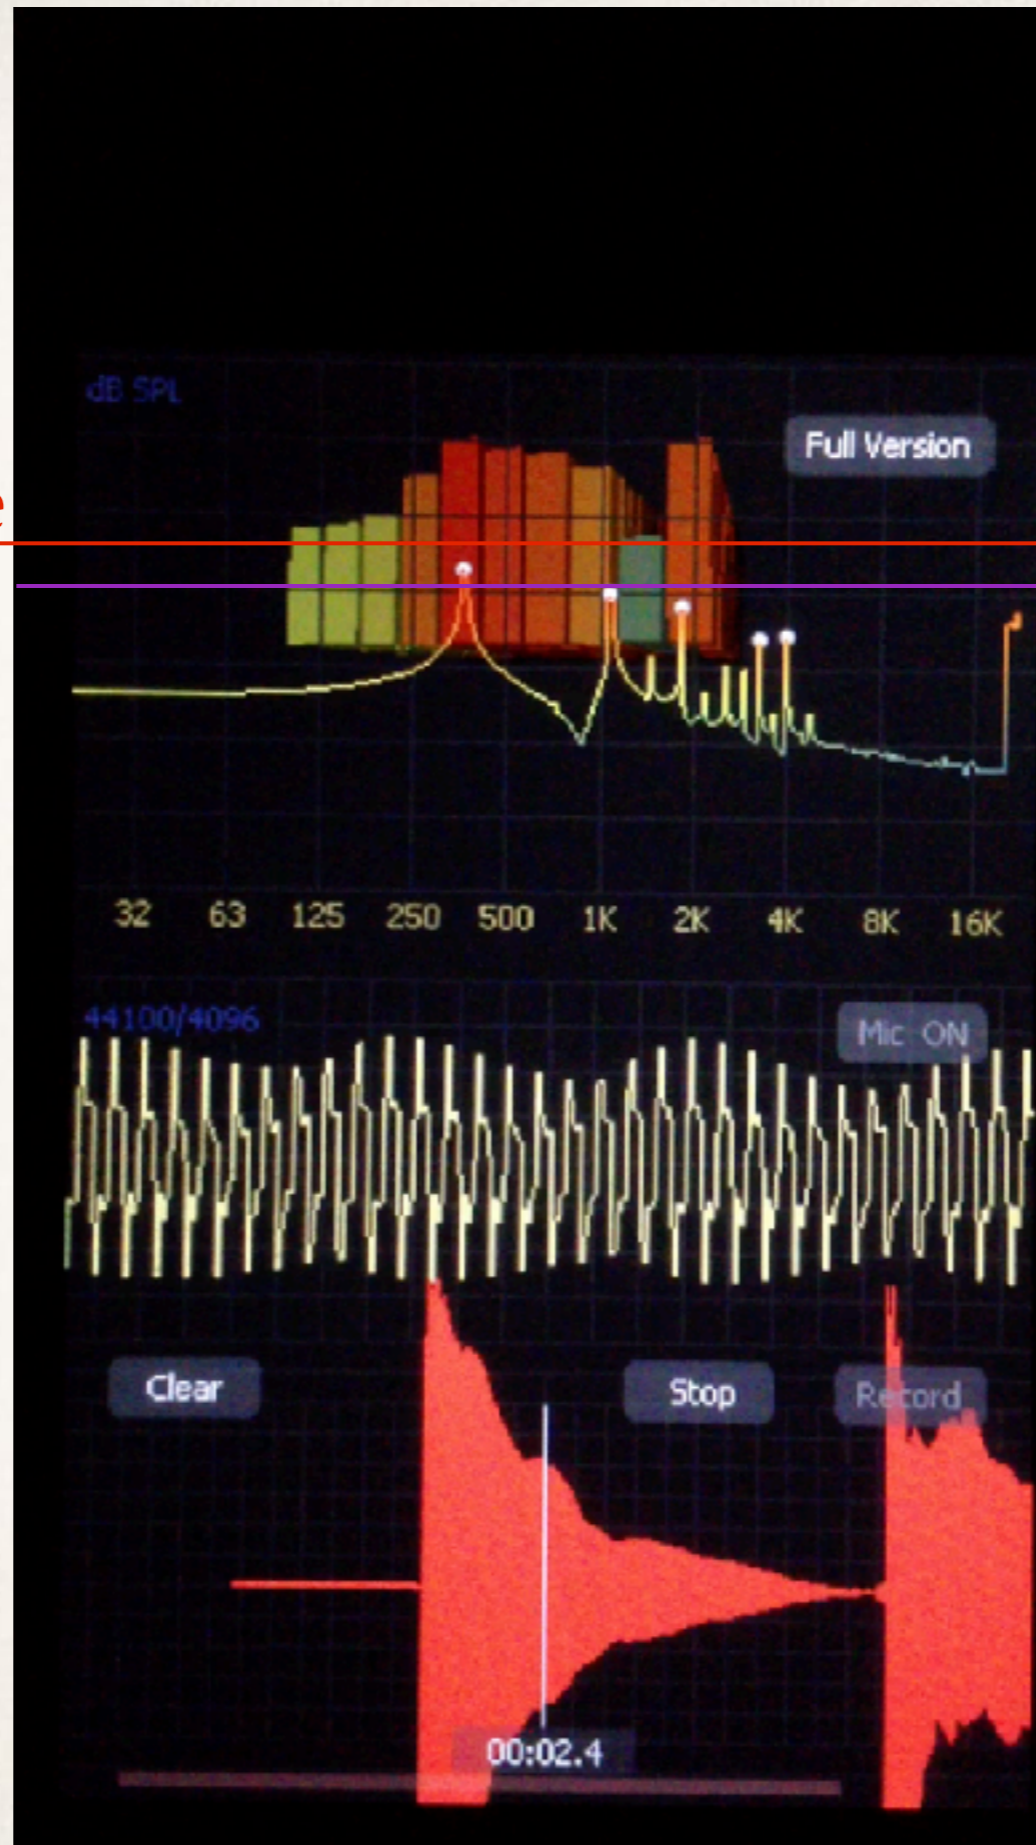 dB SPL
Full Version
e
32 63 125 250 500 1K 2K 4K 8K 16K
44100/4096
Mic ON
Clear Stop Record
00:02.4